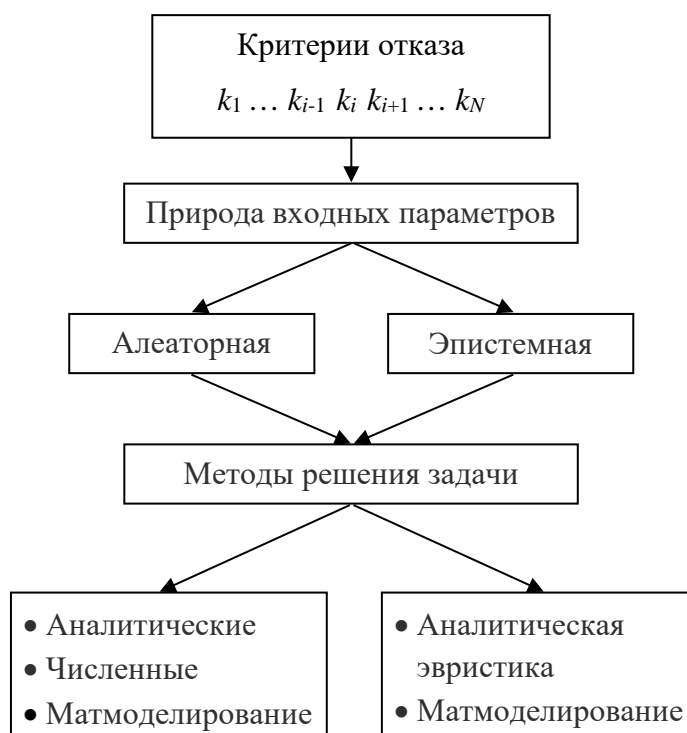 Критерии отказа
k1 … ki-1 ki ki+1 … kN
Природа входных параметров
Алеаторная
Эпистемная
Методы решения задачи
• Аналитические
• Численные
• Матмоделирование
• Аналитическая
эвристика
• Матмоделирование